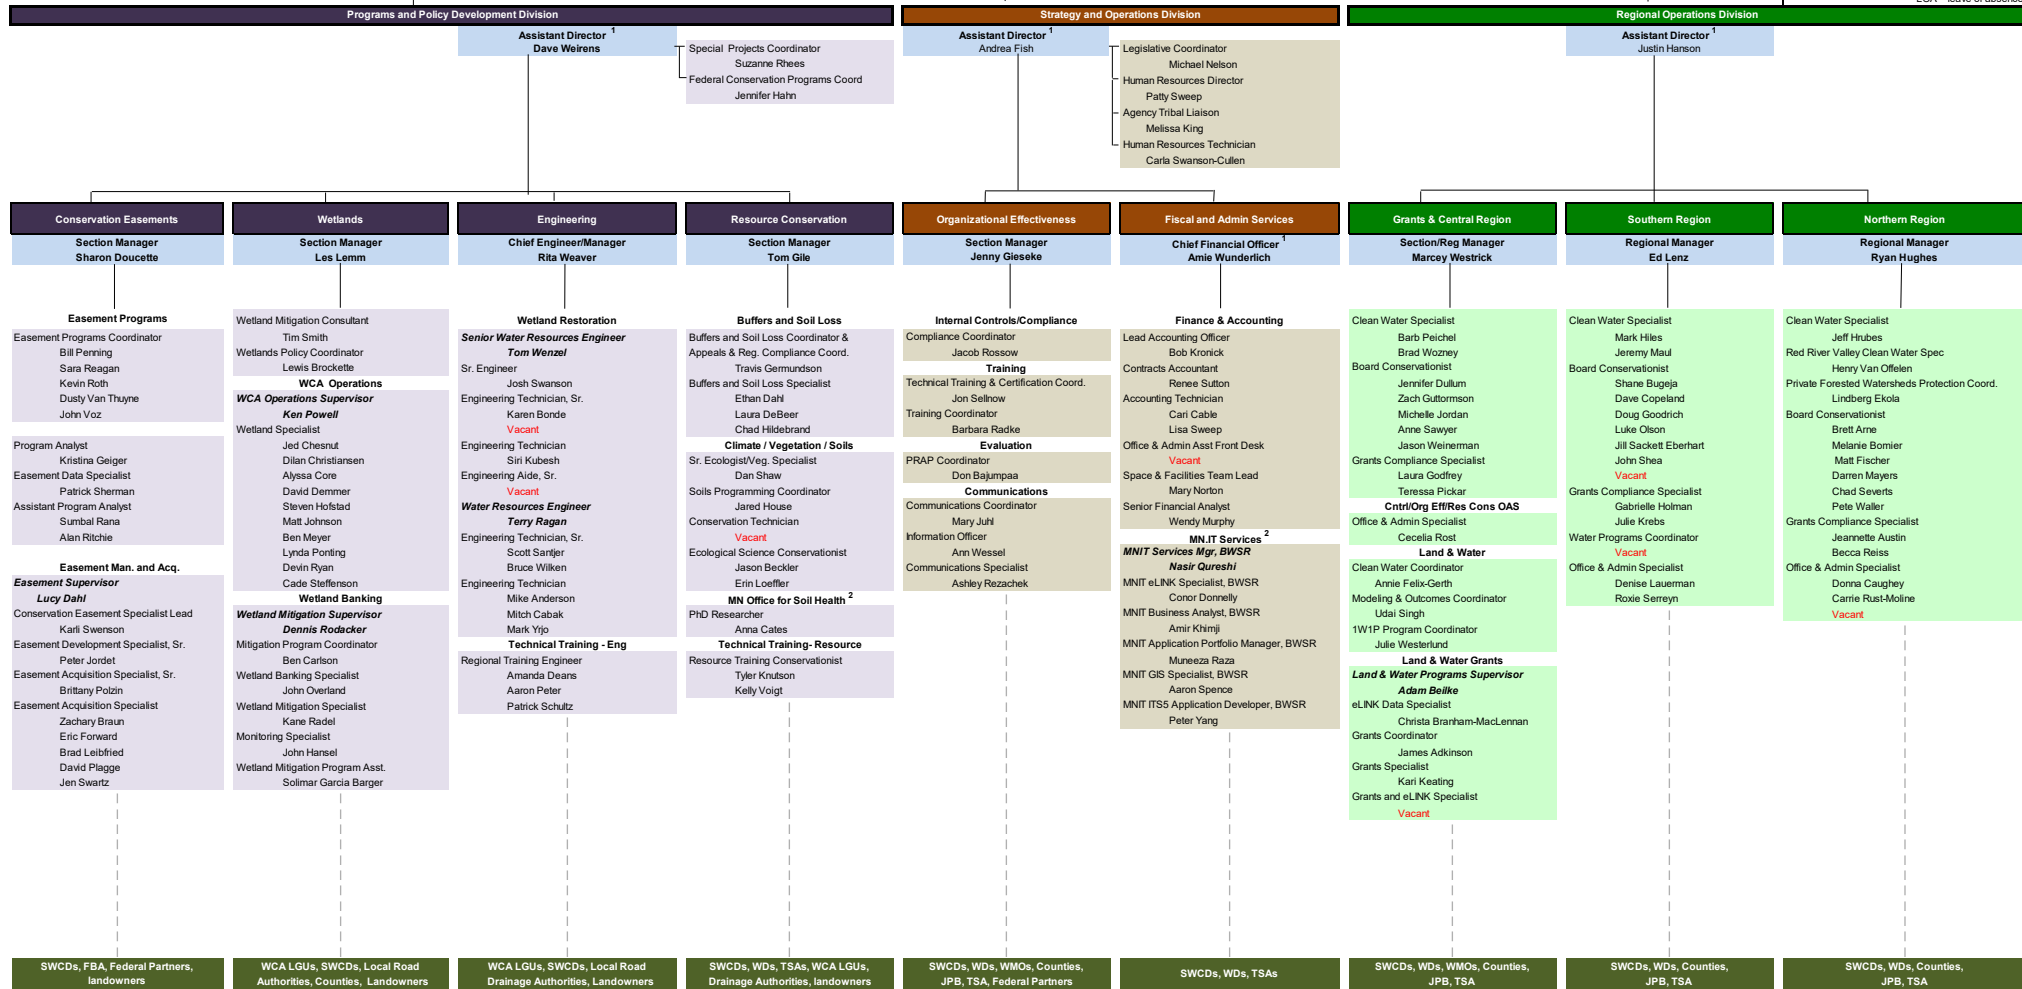 Programs and Policy Development Division
Assistant Director 1
Dave Weirens
Special Projects Coordinator
Suzanne Rhees
Federal Conservation Programs Coord
Jennifer Hahn
Strategy and Operations Division
Assistant Director 1
Andrea Fish
Legislative Coordinator
Michael Nelson
Human Resources Director
Patty Sweep
Agency Tribal Liaison
Melissa King
Human Resources Technician
Carla Swanson-Cullen
Regional Operations Division
Assistant Director 1
Justin Hanson
Conservation Easements
Section Manager
Sharon Doucette
Easement Programs
Easement Programs Coordinator
Bill Penning
Sara Reagan
Kevin Roth
Dusty Van Thuyne
John Voz
Program Analyst
Kristina Geiger
Easement Data Specialist
Patrick Sherman
Assistant Program Analyst
Sumbal Rana
Alan Ritchie
Easement Man. and Acq.
Easement Supervisor
Lucy Dahl
Conservation Easement Specialist Lead
Karli Swenson
Easement Development Specialist, Sr.
Peter Jordet
Easement Acquisition Specialist, Sr.
Brittany Polzin
Easement Acquisition Specialist
Zachary Braun
Eric Forward
Brad Leibfried
David Plagge
Jen Swartz
SWCDs, FBA, Federal Partners,
landowners
Wetlands
Section Manager
Les Lemm
Wetland Mitigation Consultant
Tim Smith
Wetlands Policy Coordinator
Lewis Brockette
WCA Operations
WCA Operations Supervisor
Ken Powell
Wetland Specialist
Jed Chesnut
Dilan Christiansen
Alyssa Core
David Demmer
Steven Hofstad
Matt Johnson
Ben Meyer
Lynda Ponting
Devin Ryan
Cade Steffenson
Wetland Banking
Wetland Mitigation Supervisor
Dennis Rodacker
Mitigation Program Coordinator
Ben Carlson
Wetland Banking Specialist
John Overland
Wetland Mitigation Specialist
Kane Radel
Monitoring Specialist
John Hansel
Wetland Mitigation Program Asst.
Solimar Garcia Barger
WCA LGUs, SWCDs, Local Road
Authorities, Counties, Landowners
Engineering
Chief Engineer/Manager
Rita Weaver
Wetland Restoration
Senior Water Resources Engineer
Tom Wenzel
Sr. Engineer
Josh Swanson
Engineering Technician, Sr.
Karen Bonde
Vacant
Engineering Technician
Siri Kubesh
Engineering Aide, Sr.
Vacant
Water Resources Engineer
Terry Ragan
Engineering Technician, Sr.
Scott Santjer
Bruce Wilken
Engineering Technician
Mike Anderson
Mitch Cabak
Mark Yrjo
Technical Training - Eng
Regional Training Engineer
Amanda Deans
Aaron Peter
Patrick Schultz
WCA LGUs, SWCDs, Local Road
Drainage Authorities, Landowners
Resource Conservation
Section Manager
Tom Gile
Buffers and Soil Loss
Buffers and Soil Loss Coordinator &
Appeals & Reg. Compliance Coord.
Travis Germundson
Buffers and Soil Loss Specialist
Ethan Dahl
Laura DeBeer
Chad Hildebrand
Climate / Vegetation / Soils
Sr. Ecologist/Veg. Specialist
Dan Shaw
Soils Programming Coordinator
Jared House
Conservation Technician
Vacant
Ecological Science Conservationist
Jason Beckler
Erin Loeffler
MN Office for Soil Health 2
PhD Researcher
Anna Cates
Technical Training- Resource
Resource Training Conservationist
Tyler Knutson
Kelly Voigt
SWCDs, WDs, TSAs, WCA LGUs,
Drainage Authorities, landowners
Organizational Effectiveness
Section Manager
Jenny Gieseke
Internal Controls/Compliance
Compliance Coordinator
Jacob Rossow
Training
Technical Training & Certification Coord.
Jon Sellnow
Training Coordinator
Barbara Radke
Evaluation
PRAP Coordinator
Don Bajumpaa
Communications
Communications Coordinator
Mary Juhl
Information Officer
Ann Wessel
Communications Specialist
Ashley Rezachek
SWCDs, WDs, WMOs, Counties,
JPB, TSA, Federal Partners
Fiscal and Admin Services
Chief Financial Officer 1
Amie Wunderlich
Finance & Accounting
Lead Accounting Officer
Bob Kronick
Contracts Accountant
Renee Sutton
Accounting Technician
Cari Cable
Lisa Sweep
Office & Admin Asst Front Desk
Vacant
Space & Facilities Team Lead
Mary Norton
Senior Financial Analyst
Wendy Murphy
MN.IT Services 2
MNIT Services Mgr, BWSR
Nasir Qureshi
MNIT eLINK Specialist, BWSR
Conor Donnelly
MNIT Business Analyst, BWSR
Amir Khimji
MNIT Application Portfolio Manager, BWSR
Muneeza Raza
MNIT GIS Specialist, BWSR
Aaron Spence
MNIT ITS5 Application Developer, BWSR
Peter Yang
SWCDs, WDs, TSAs
Grants & Central Region
Section/Reg Manager
Marcey Westrick
Clean Water Specialist
Barb Peichel
Brad Wozney
Board Conservationist
Jennifer Dullum
Zach Guttormson
Michelle Jordan
Anne Sawyer
Jason Weinerman
Grants Compliance Specialist
Laura Godfrey
Teressa Pickar
Cntrl/Org Eff/Res Cons OAS
Office & Admin Specialist
Cecelia Rost
Land & Water
Clean Water Coordinator
Annie Felix-Gerth
Modeling & Outcomes Coordinator
Udai Singh
1W1P Program Coordinator
Julie Westerlund
Land & Water Grants
Land & Water Programs Supervisor
Adam Beilke
eLINK Data Specialist
Christa Branham-MacLennan
Grants Coordinator
James Adkinson
Grants Specialist
Kari Keating
Grants and eLINK Specialist
Vacant
SWCDs, WDs, WMOs, Counties,
JPB, TSA
Southern Region
Regional Manager
Ed Lenz
Clean Water Specialist
Mark Hiles
Jeremy Maul
Board Conservationist
Shane Bugeja
Dave Copeland
Doug Goodrich
Luke Olson
Jill Sackett Eberhart
John Shea
Vacant
Grants Compliance Specialist
Gabrielle Holman
Julie Krebs
Water Programs Coordinator
Vacant
Office & Admin Specialist
Denise Lauerman
Roxie Serreyn
SWCDs, WDs, Counties,
JPB, TSA
Northern Region
Regional Manager
Ryan Hughes
Clean Water Specialist
Jeff Hrubes
Red River Valley Clean Water Spec
Henry Van Offelen
Private Forested Watersheds Protection Coord.
Lindberg Ekola
Board Conservationist
Brett Arne
Melanie Bomier
Matt Fischer
Darren Mayers
Chad Severts
Pete Waller
Grants Compliance Specialist
Jeannette Austin
Becca Reiss
Office & Admin Specialist
Donna Caughey
Carrie Rust-Moline
Vacant
SWCDs, WDs, Counties,
JPB, TSA